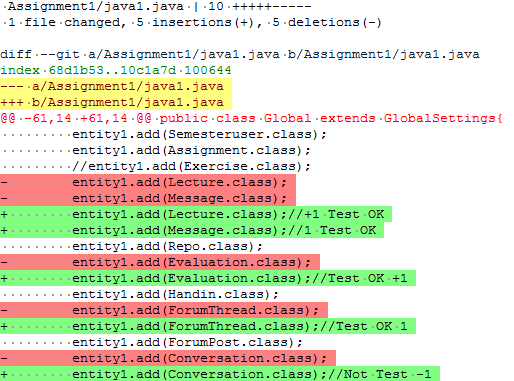 Assignment1/java1.java | 10 +++++-----
1 file changed, 5 insertions(+), 5 deletions(-)
diff --git a/Assignment1/java1.java b/Assignment1/java1.java
index 68d1b53..10c1a7d 100644
--- a/Assignment1/java1.java
+++ b/Assignment1/java1.java
@@ -61,14 +61,14 @@ public class Global extends GlobalSettings{
         entity1.add(Semesteruser.class);
         entity1.add(Assignment.class);
         //entity1.add(Exercise.class);
-        entity1.add(Lecture.class);
-        entity1.add(Message.class);
+        entity1.add(Lecture.class);//+1 Test OK
+        entity1.add(Message.class);//1 Test OK
         entity1.add(Repo.class);
-        entity1.add(Evaluation.class);
+        entity1.add(Evaluation.class);//Test OK +1
         entity1.add(Handin.class);
-        entity1.add(ForumThread.class);
+        entity1.add(ForumThread.class);//Test OK 1
         entity1.add(ForumPost.class);
-        entity1.add(Conversation.class);
+        entity1.add(Conversation.class);//Not Test -1